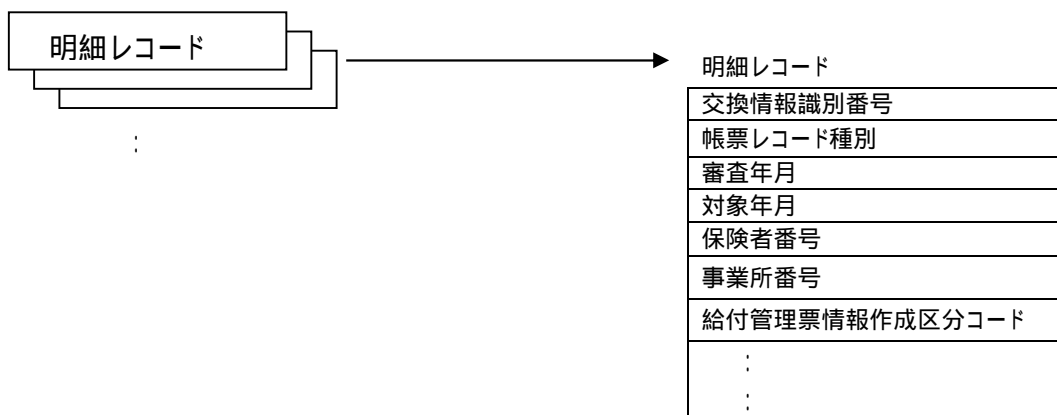 明細レコード
：
明細レコード
交換情報識別番号
帳票レコード種別
審査年月
対象年月
保険者番号
事業所番号
給付管理票情報作成区分コード
：
：